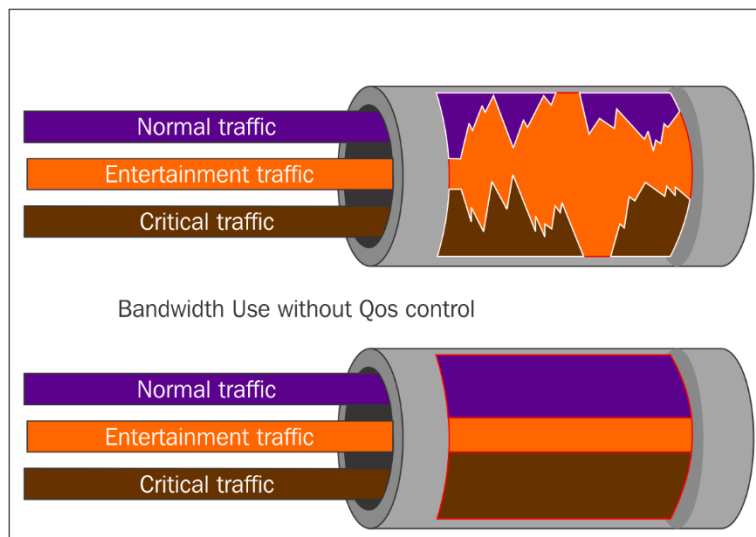 Normal traffic
Entertainment traffic
Critical traffic
Bandwidth Use without Qos control
Normal traffic
Entertainment traffic
Critical traffic